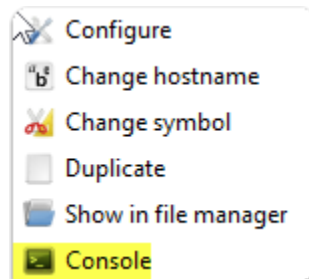 Configure
Change hostname
Change symbol
Duplicate
Show in file manager
Console